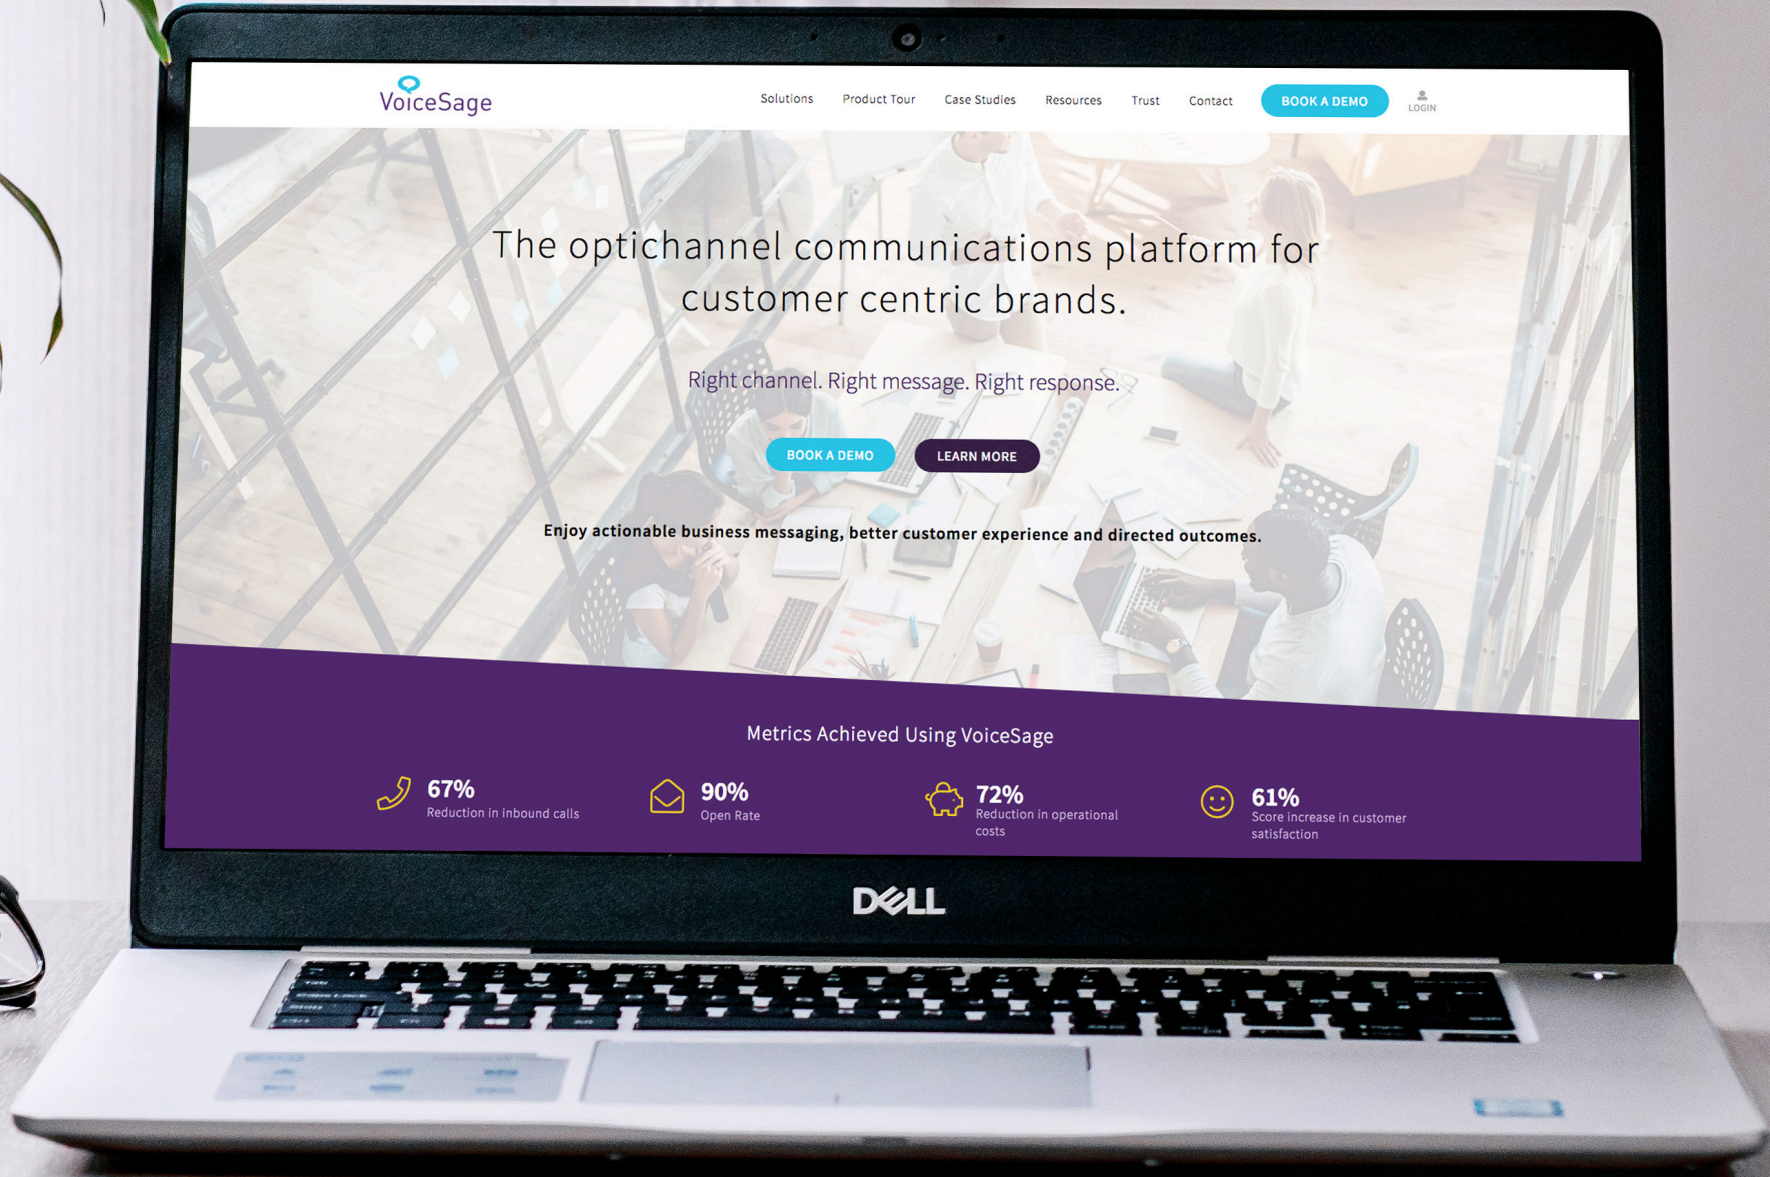 VoiceSage
Solutions Product Tour Case Studies Resources Trust Contact BOOK A DEMO LOGIN
The optichannel communications platform for
customer centric brands.
Right channel. Right message. Right response.
BOOK A DEMO LEARN MORE
Enjoy actionable business messaging, better customer experience and directed outcomes.
Metrics Achieved Using VoiceSage
67%
Reduction in inbound calls
90%
Open Rate
72%
Reduction in operational
costs
61%
Score increase in customer
satisfaction
DELL